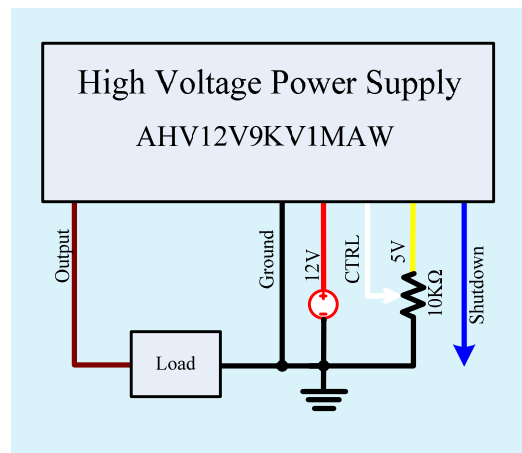 High Voltage Power Supply
AHV12V9KV1MAW
Output
Ground
12V
CTRL
5V
10KΩ
Shutdown
Load